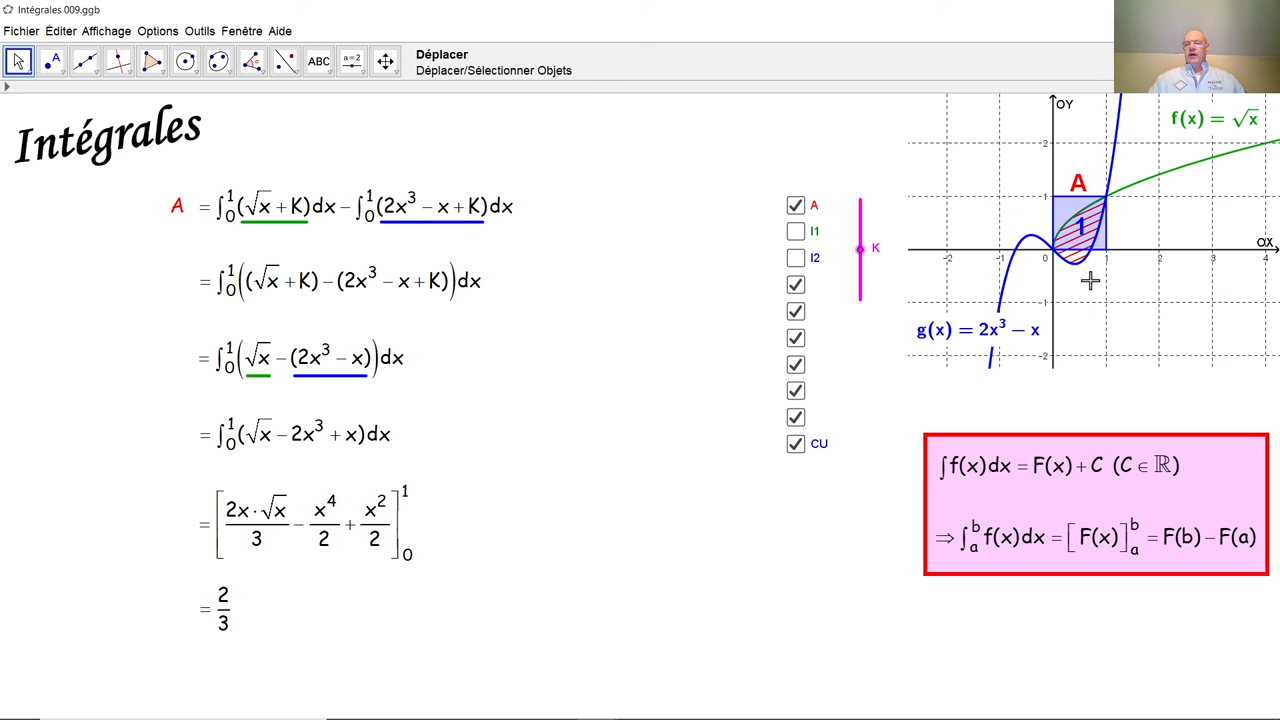 Intégrales 009.ggb
Fichier Éditer Affichage Options Outils Fenêtre Aide
A ABC a=2 Déplacer
Déplacer/Sélectionner Objets
Intégrales
A = ∫₀¹(√x + K)dx − ∫₀¹(2x³ − x + K)dx
= ∫₀¹((√x + K) − (2x³ − x + K))dx
= ∫₀¹(√x − (2x³ − x))dx
= ∫₀¹(√x − 2x³ + x)dx
= [2x·√x/3 − x⁴/2 + x²/2]₀¹
= 2/3
A
I1
I2
CU
K
OY
f(x) = √x
2
A
1
1
OX
-2 -1 0 1 2 3 4
-1
g(x) = 2x³ − x
-2
∫f(x)dx = F(x) + C (C ∈ ℝ)
⇒ ∫ₐᵇ f(x)dx = [F(x)]ₐᵇ = F(b) − F(a)